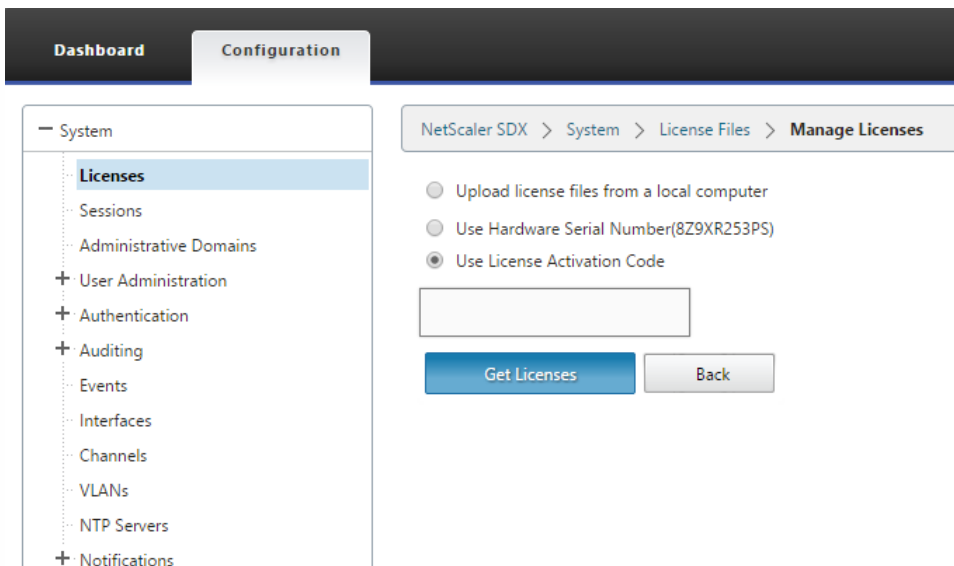 Dashboard
Configuration
System
Licenses
Sessions
Administrative Domains
User Administration
Authentication
Auditing
Events
Interfaces
Channels
VLANs
NTP Servers
Notifications
NetScaler SDX > System > License Files > Manage Licenses
Upload license files from a local computer
Use Hardware Serial Number(8Z9XR253PS)
Use License Activation Code
Get Licenses
Back